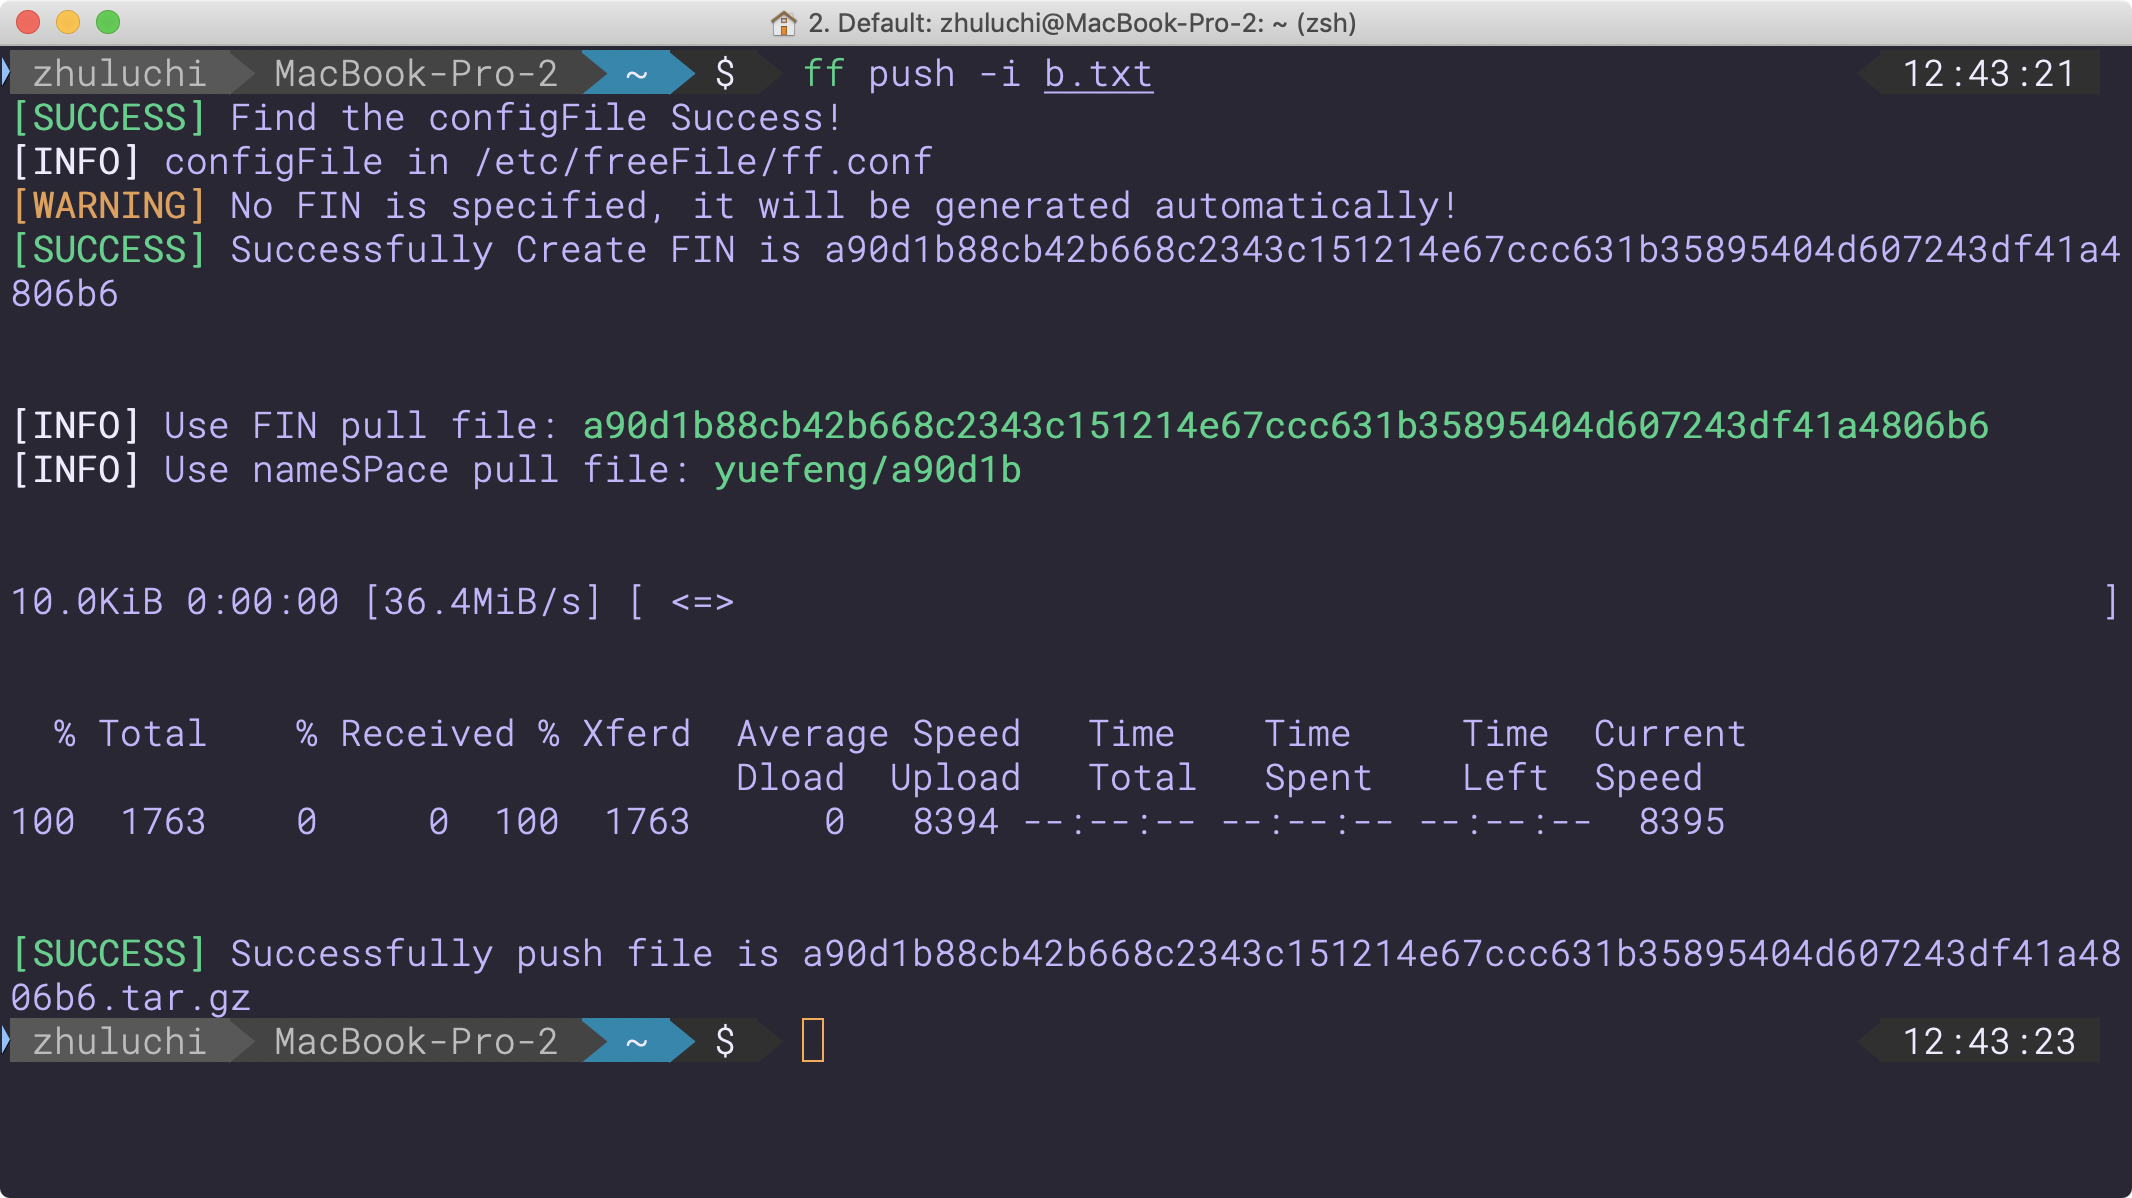 2. Default: zhuluchi@MacBook-Pro-2: ~ (zsh)
zhuluchi MacBook-Pro-2 ~ $ ff push -i b.txt 12:43:21
[SUCCESS] Find the configFile Success!
[INFO] configFile in /etc/freeFile/ff.conf
[WARNING] No FIN is specified, it will be generated automatically!
[SUCCESS] Successfully Create FIN is a90d1b88cb42b668c2343c151214e67ccc631b35895404d607243df41a4
806b6
[INFO] Use FIN pull file: a90d1b88cb42b668c2343c151214e67ccc631b35895404d607243df41a4806b6
[INFO] Use nameSPace pull file: yuefeng/a90d1b
10.0KiB 0:00:00 [36.4MiB/s] [ <=> ]
% Total % Received % Xferd Average Speed Time Time Time Current
Dload Upload Total Spent Left Speed
100 1763 0 0 100 1763 0 8394 --:--:-- --:--:-- --:--:-- 8395
[SUCCESS] Successfully push file is a90d1b88cb42b668c2343c151214e67ccc631b35895404d607243df41a48
06b6.tar.gz
zhuluchi MacBook-Pro-2 ~ $ 12:43:23